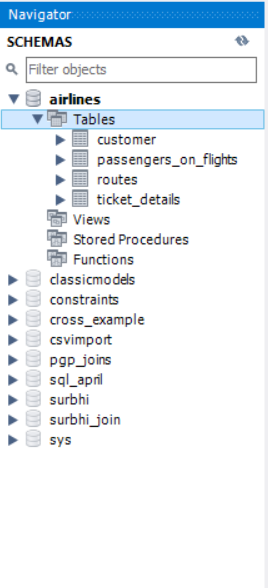 Navigator
SCHEMAS
Filter objects
airlines
Tables
customer
passengers_on_flights
routes
ticket_details
Views
Stored Procedures
Functions
classicmodels
constraints
cross_example
csvimport
pgp_joins
sql_april
surbhi
surbhi_join
sys